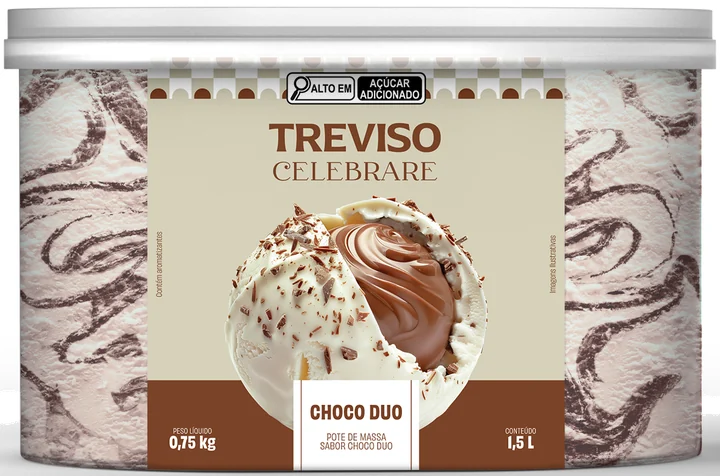 ALTO EM
AÇÚCAR
ADICIONADO
TREVISO
CELEBRARE
Contém aromatizantes
Imagens Ilustrativas
CHOCO DUO
POTE DE MASSA
SABOR CHOCO DUO
PESO LÍQUIDO
0,75 kg
CONTEÚDO
1,5 L